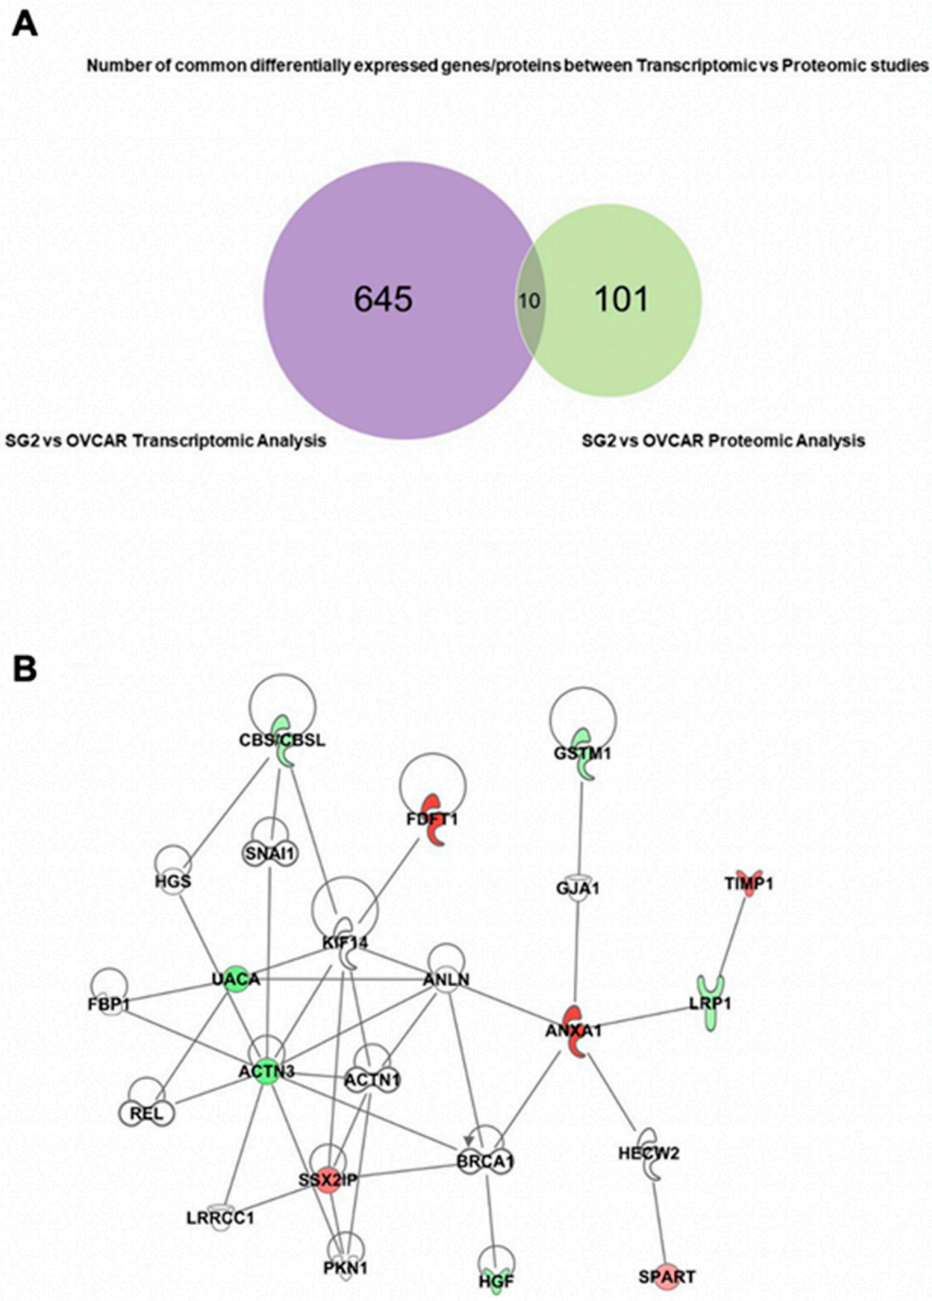 A
Number of common differentially expressed genes/proteins between Transcriptomic vs Proteomic studies
645
10
101
SG2 vs OVCAR Transcriptomic Analysis
SG2 vs OVCAR Proteomic Analysis
B
CBS/CBSL
GSTM1
FDFT1
SNAI1
HGS
GJA1
TIMP1
KIF14
UACA
ANLN
FBP1
LRP1
ANXA1
ACTN3
ACTN1
REL
BRCA1
HECW2
SSX2IP
LRRCC1
PKN1
HGF
SPART